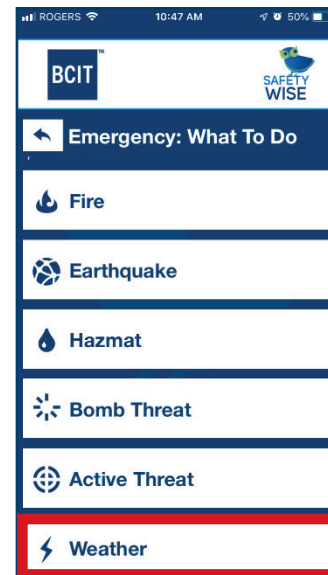 ROGERS 10:47 AM 50%
BCIT™
SAFETY
WISE
Emergency: What To Do
Fire
Earthquake
Hazmat
Bomb Threat
Active Threat
Weather